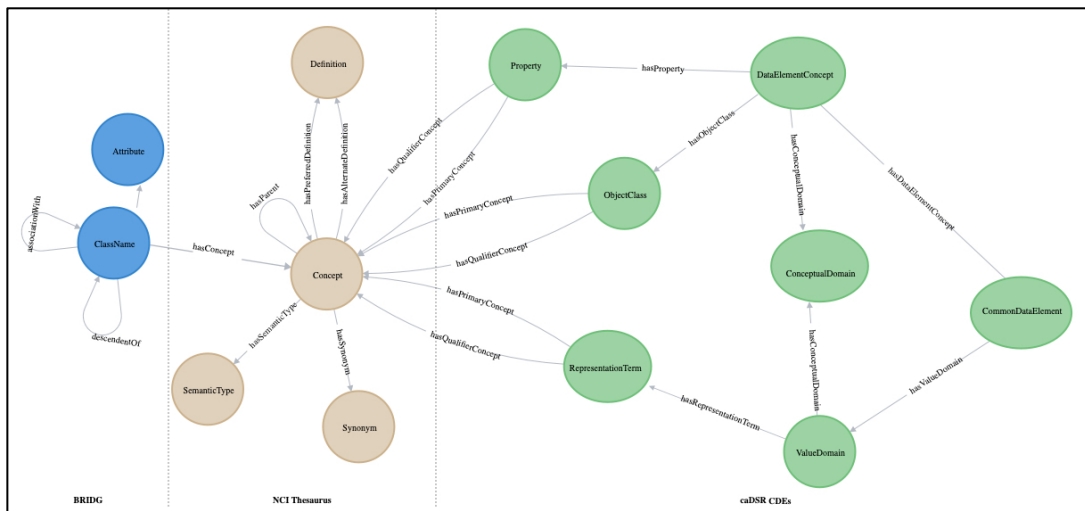 Definition
Property
DataElementConcept
hasProperty
hasObjectClass
hasConceptualDomain
hasDataElementConcept
Attribute
hasQualifierConcept
hasPrimaryConcept
hasPreferredDefinition
hasAlternateDefinition
hasParent
ObjectClass
associationWith
ClassName
hasConcept
hasPrimaryConcept
hasQualifierConcept
Concept
ConceptualDomain
CommonDataElement
descendentOf
hasSemanticType
hasSynonym
hasPrimaryConcept
hasQualifierConcept
RepresentationTerm
hasConceptualDomain
hasValueDomain
SemanticType
Synonym
hasRepresentationTerm
ValueDomain
BRIDG
NCI Thesaurus
caDSR CDEs